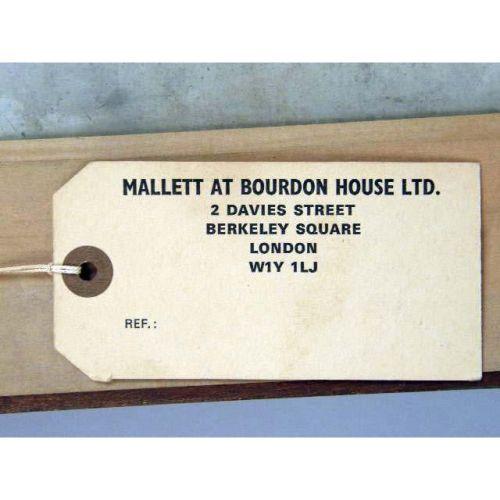 MALLETT AT BOURDON HOUSE LTD.
2 DAVIES STREET
BERKELEY SQUARE
LONDON
W1Y 1LJ
REF.: